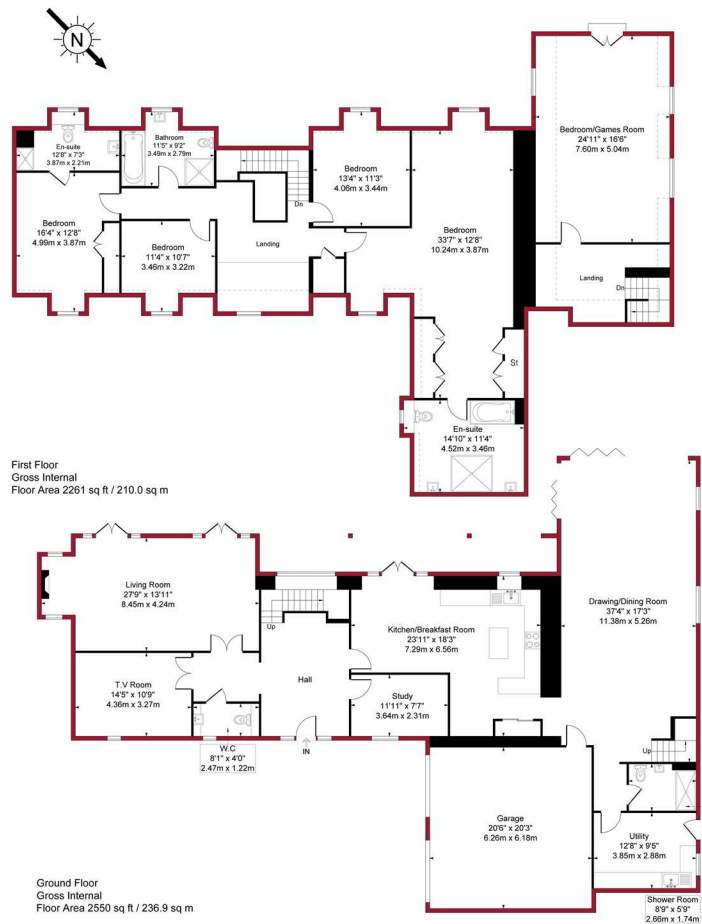 N
En-suite
12'8" x 7'3"
3.87m x 2.21m
Bathroom
11'5" x 9'2"
3.49m x 2.79m
Bedroom
16'4" x 12'8"
4.99m x 3.87m
Bedroom
11'4" x 10'7"
3.46m x 3.22m
Landing
Dn
Bedroom
13'4" x 11'3"
4.06m x 3.44m
Bedroom
33'7" x 12'8"
10.24m x 3.87m
St
En-suite
14'10" x 11'4"
4.52m x 3.46m
Bedroom/Games Room
24'11" x 16'6"
7.60m x 5.04m
Landing
Dn
First Floor
Gross Internal
Floor Area 2261 sq ft / 210.0 sq m
Living Room
27'9" x 13'11"
8.45m x 4.24m
T.V Room
14'5" x 10'9"
4.36m x 3.27m
W.C
8'1" x 4'0"
2.47m x 1.22m
Up
Hall
IN
Kitchen/Breakfast Room
23'11" x 18'3"
7.29m x 6.56m
Study
11'11" x 7'7"
3.64m x 2.31m
Drawing/Dining Room
37'4" x 17'3"
11.38m x 5.26m
Up
Garage
20'6" x 20'3"
6.26m x 6.18m
Utility
12'8" x 9'5"
3.85m x 2.88m
Shower Room
8'9" x 5'9"
2.66m x 1.74m
Ground Floor
Gross Internal
Floor Area 2550 sq ft / 236.9 sq m